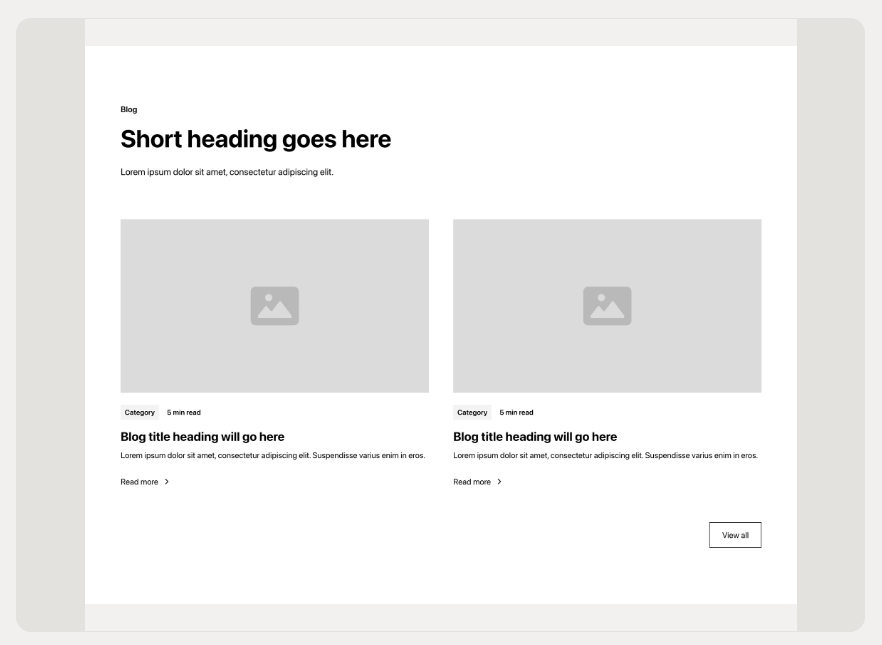 Blog
Short heading goes here
Lorem ipsum dolor sit amet, consectetur adipiscing elit.
Category 5 min read
Blog title heading will go here
Lorem ipsum dolor sit amet, consectetur adipiscing elit. Suspendisse varius enim in eros.
Read more
Category 5 min read
Blog title heading will go here
Lorem ipsum dolor sit amet, consectetur adipiscing elit. Suspendisse varius enim in eros.
Read more
View all